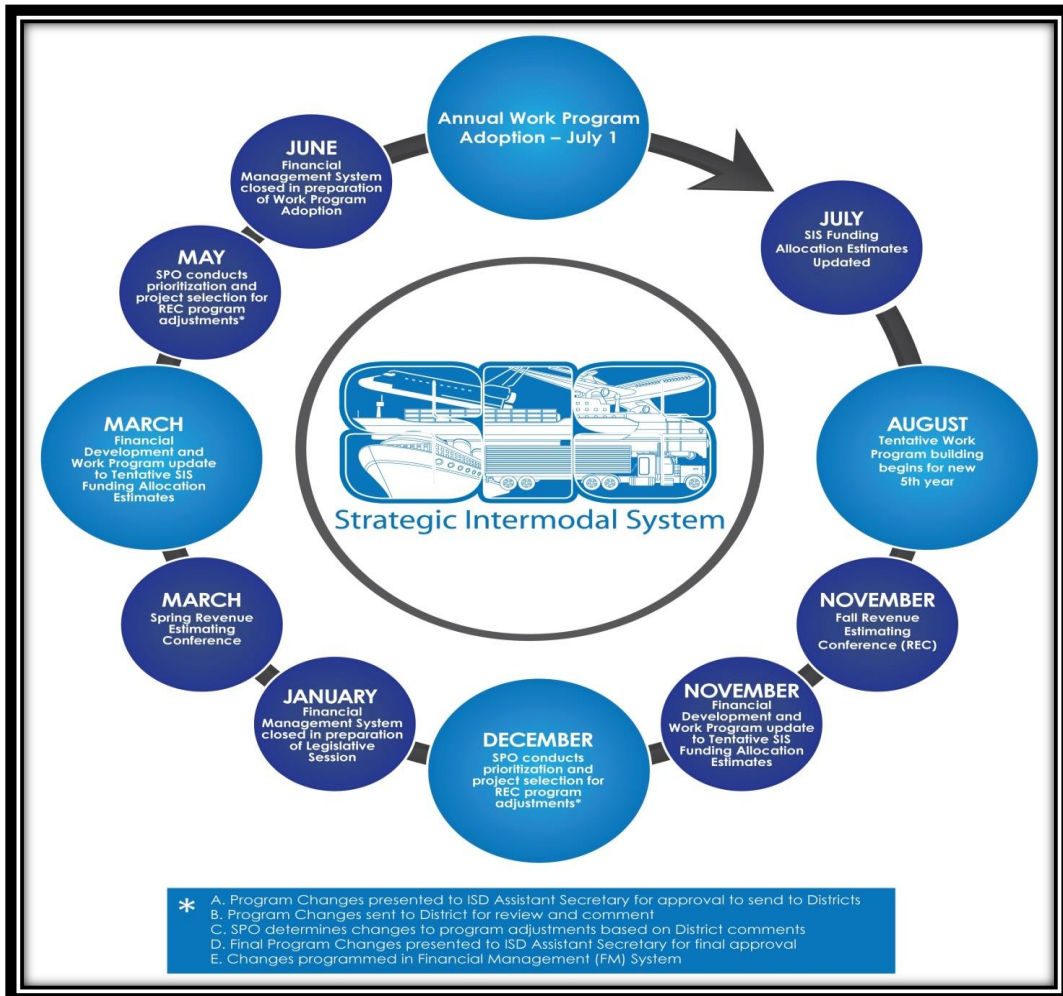 Annual Work Program
Adoption – July 1
JULY
SIS Funding
Allocation Estimates
Updated
AUGUST
Tentative Work
Program building
begins for new
5th year
NOVEMBER
Fall Revenue
Estimating
Conference (REC)
NOVEMBER
Financial
Development and
Work Program update
to Tentative SIS
Funding Allocation
Estimates
DECEMBER
SPO conducts
prioritization and
project selection for
REC program
adjustments*
JANUARY
Financial
Management System
closed in preparation
of Legislative
Session
MARCH
Spring Revenue
Estimating
Conference
MARCH
Financial
Development and
Work Program update
to Tentative SIS
Funding Allocation
Estimates
MAY
SPO conducts
prioritization and
project selection for
REC program
adjustments*
JUNE
Financial
Management System
closed in preparation
of Work Program
Adoption
SIS
Strategic Intermodal System
* A. Program Changes presented to ISD Assistant Secretary for approval to send to Districts
B. Program Changes sent to District for review and comment
C. SPO determines changes to program adjustments based on District comments
D. Final Program Changes presented to ISD Assistant Secretary for final approval
E. Changes programmed in Financial Management (FM) System